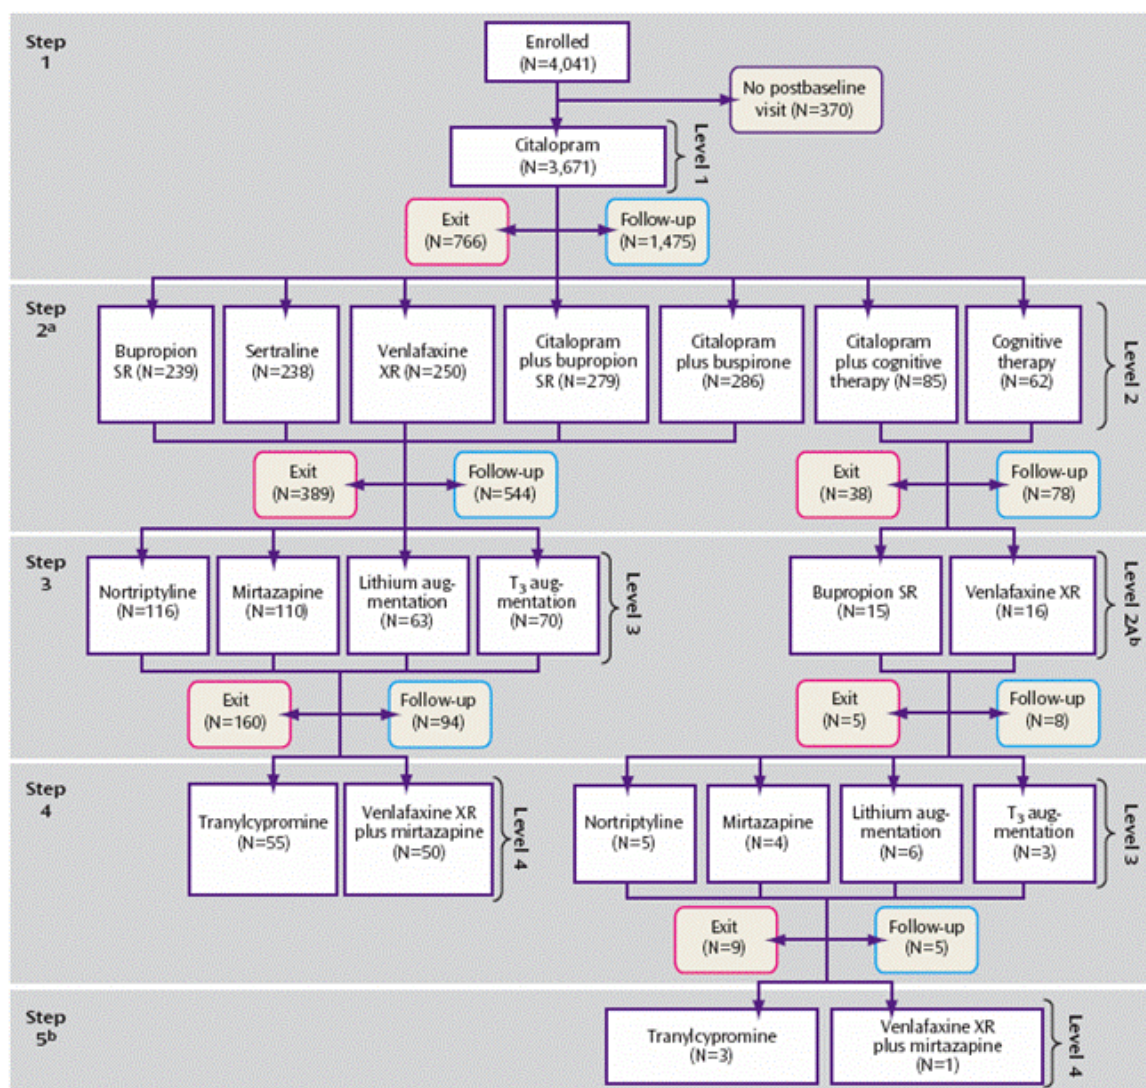 Step
1
Enrolled
(N=4,041)
No postbaseline
visit (N=370)
Citalopram
(N=3,671)
Level 1
Exit
(N=766)
Follow-up
(N=1,475)
Step
2a
Bupropion
SR (N=239)
Sertraline
(N=238)
Venlafaxine
XR (N=250)
Citalopram
plus bupropion
SR (N=279)
Citalopram
plus buspirone
(N=286)
Citalopram
plus cognitive
therapy (N=85)
Cognitive
therapy
(N=62)
Level 2
Exit
(N=389)
Follow-up
(N=544)
Exit
(N=38)
Follow-up
(N=78)
Step
3
Nortriptyline
(N=116)
Mirtazapine
(N=110)
Lithium aug-
mentation
(N=63)
T3 aug-
mentation
(N=70)
Level 3
Bupropion SR
(N=15)
Venlafaxine XR
(N=16)
Level 2Ab
Exit
(N=160)
Follow-up
(N=94)
Exit
(N=5)
Follow-up
(N=8)
Step
4
Tranylcypromine
(N=55)
Venlafaxine XR
plus mirtazapine
(N=50)
Level 4
Nortriptyline
(N=5)
Mirtazapine
(N=4)
Lithium aug-
mentation
(N=6)
T3 aug-
mentation
(N=3)
Level 3
Exit
(N=9)
Follow-up
(N=5)
Step
5b
Tranylcypromine
(N=3)
Venlafaxine XR
plus mirtazapine
(N=1)
Level 4